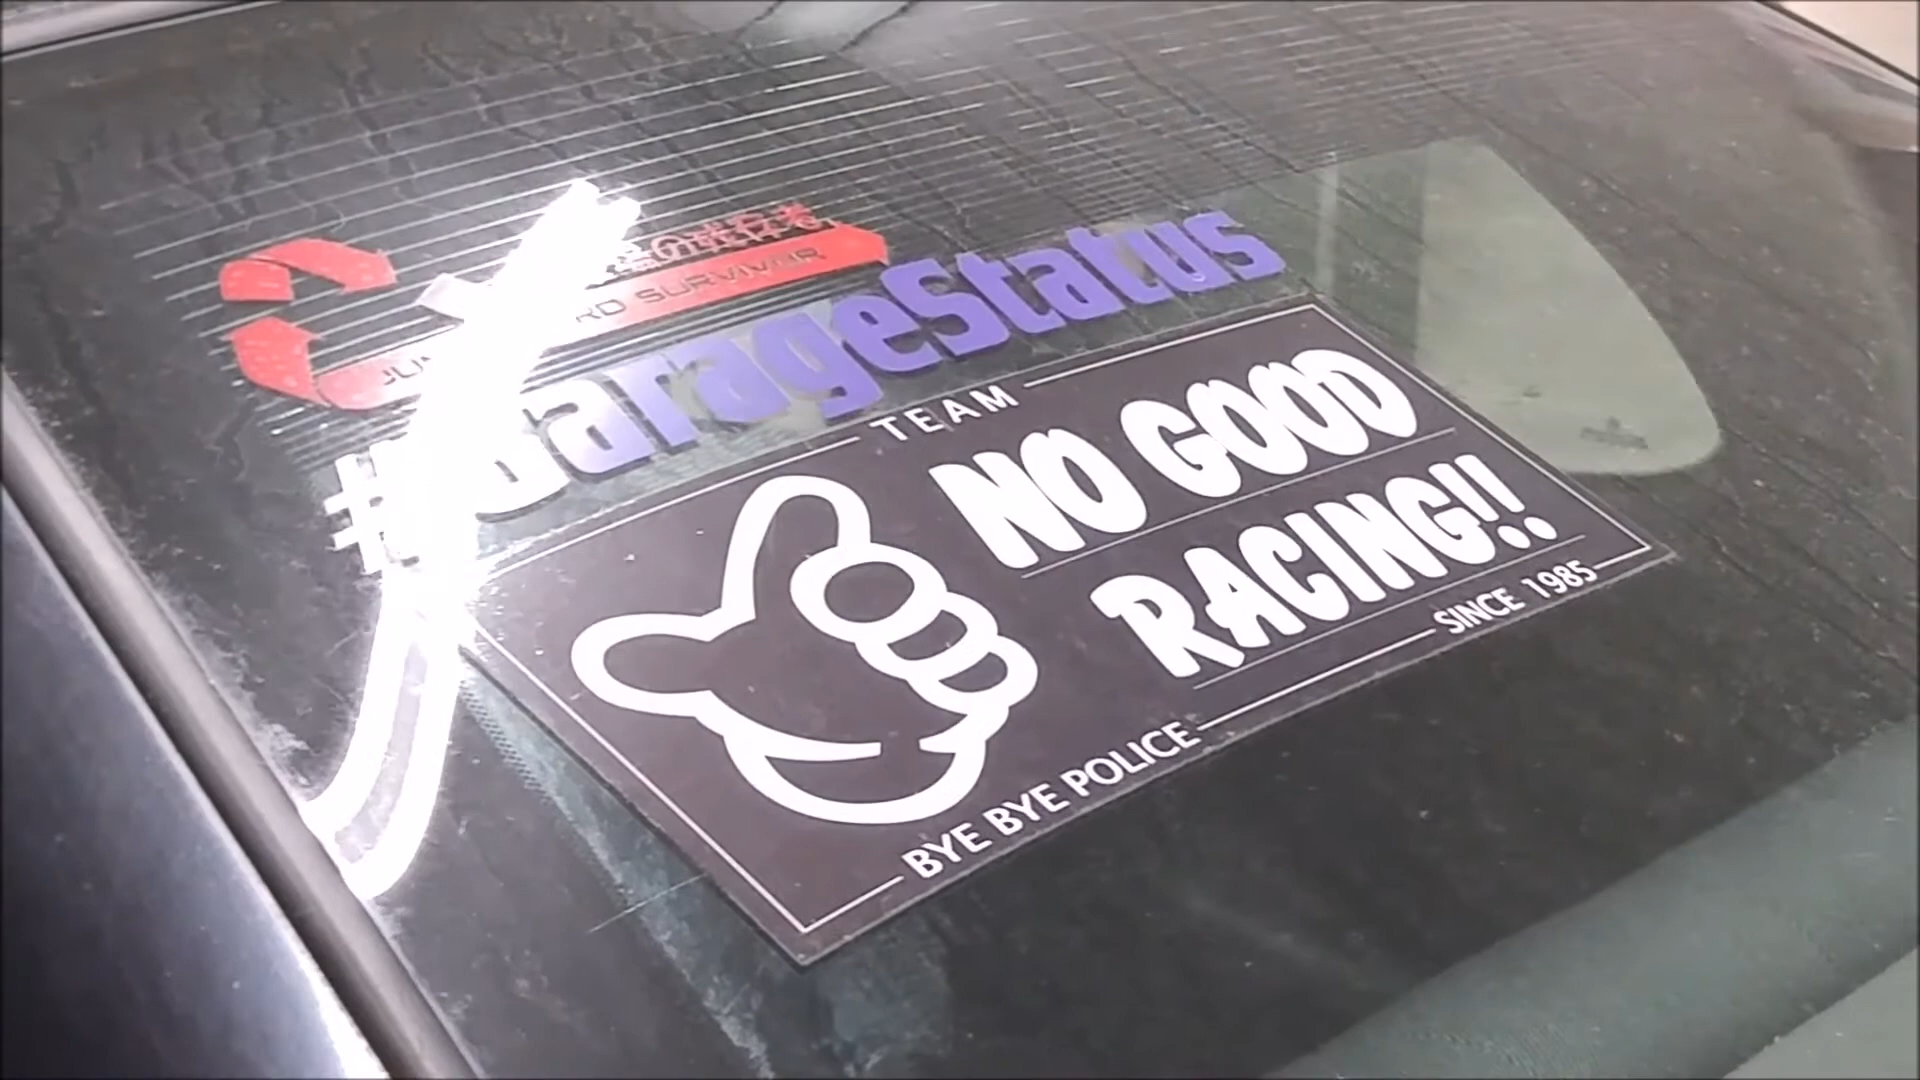 RD SURVIVOR
#GarageStatus
TEAM
NO GOOD
RACING!!
SINCE 1985
BYE BYE POLICE